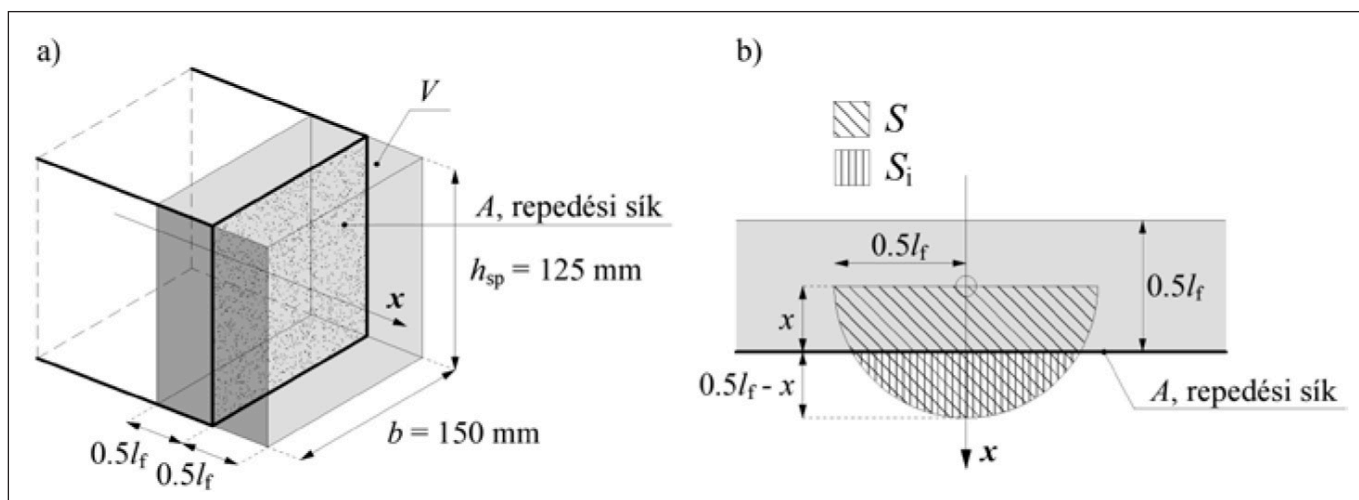 a)
V
A, repedési sík
h_sp = 125 mm
x
b = 150 mm
0.5l_f
0.5l_f
b)
S
S_i
0.5l_f
0.5l_f
x
0.5l_f - x
A, repedési sík
x